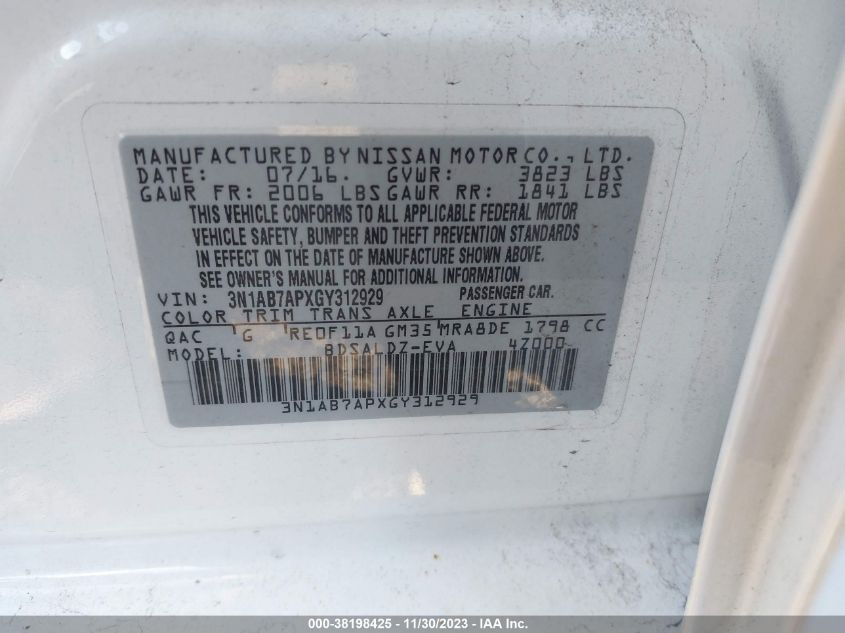 MANUFACTURED BY NISSAN MOTOR CO., LTD.
DATE: 07/16. GVWR: 3823 LBS
GAWR FR: 2006 LBS GAWR RR: 1841 LBS
THIS VEHICLE CONFORMS TO ALL APPLICABLE FEDERAL MOTOR
VEHICLE SAFETY, BUMPER AND THEFT PREVENTION STANDARDS
IN EFFECT ON THE DATE OF MANUFACTURE SHOWN ABOVE.
SEE OWNER'S MANUAL FOR ADDITIONAL INFORMATION.
VIN: 3N1AB7APXGY312929 PASSENGER CAR.
COLOR TRIM TRANS AXLE ENGINE
QAC G RE0F11A GM35 MRA8DE 1798 CC
MODEL: BDSALDZ-EVA 4Z000
3N1AB7APXGY312929
000-38198425 - 11/30/2023 - IAA Inc.